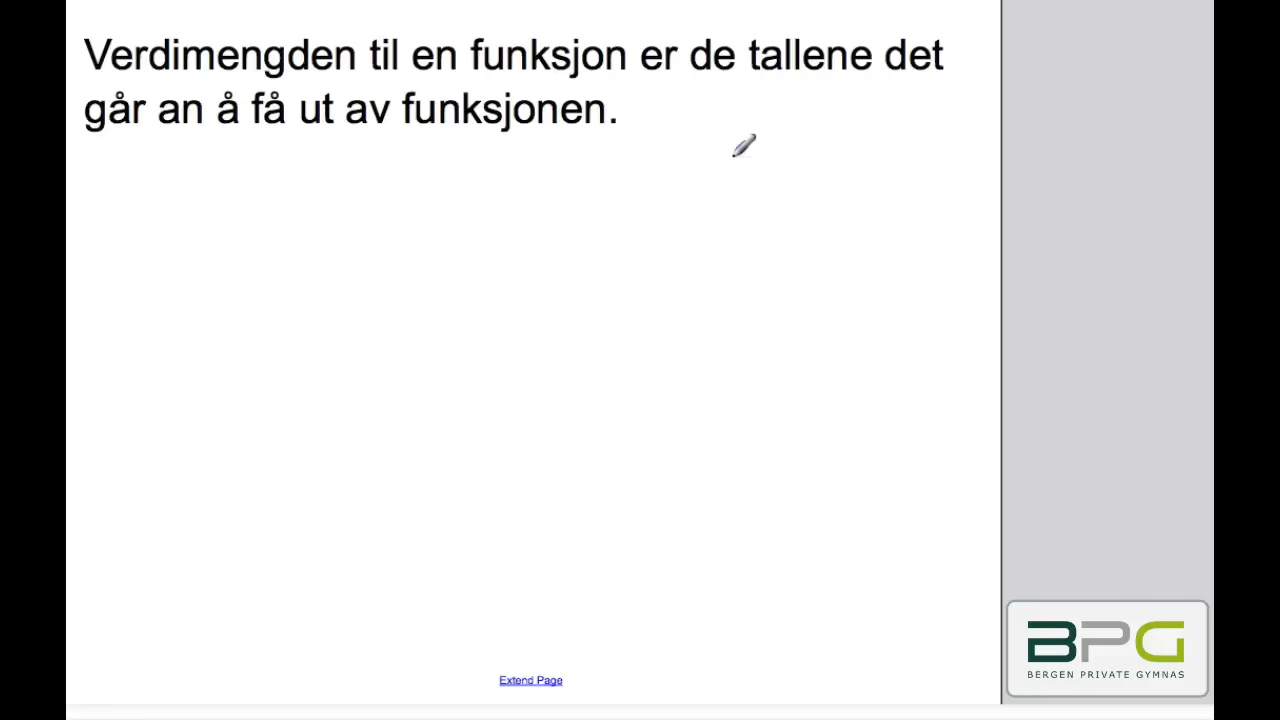 Verdimengden til en funksjon er de tallene det
går an å få ut av funksjonen.
Extend Page
BPG
BERGEN PRIVATE GYMNAS